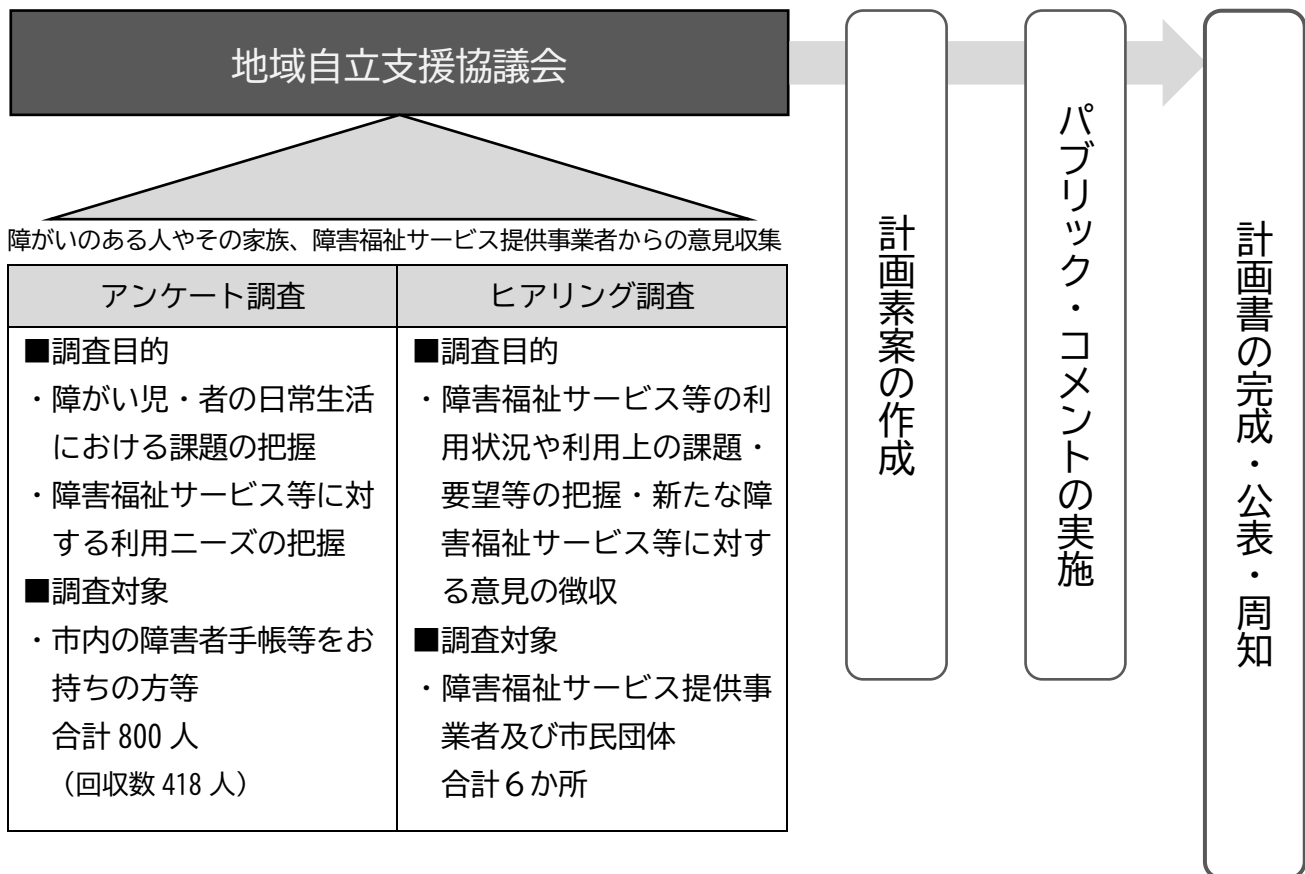 地域自立支援協議会
障がいのある人やその家族、障害福祉サービス提供事業者からの意見収集
アンケート調査
■調査目的
・障がい児・者の日常生活
における課題の把握
・障害福祉サービス等に対
する利用ニーズの把握
■調査対象
・市内の障害者手帳等をお
持ちの方等
合計 800 人
（回収数 418 人）
ヒアリング調査
■調査目的
・障害福祉サービス等の利
用状況や利用上の課題・
要望等の把握・新たな障
害福祉サービス等に対す
る意見の徴収
■調査対象
・障害福祉サービス提供事
業者及び市民団体
合計６か所
計画素案の作成
パブリック・コメントの実施
計画書の完成・公表・周知